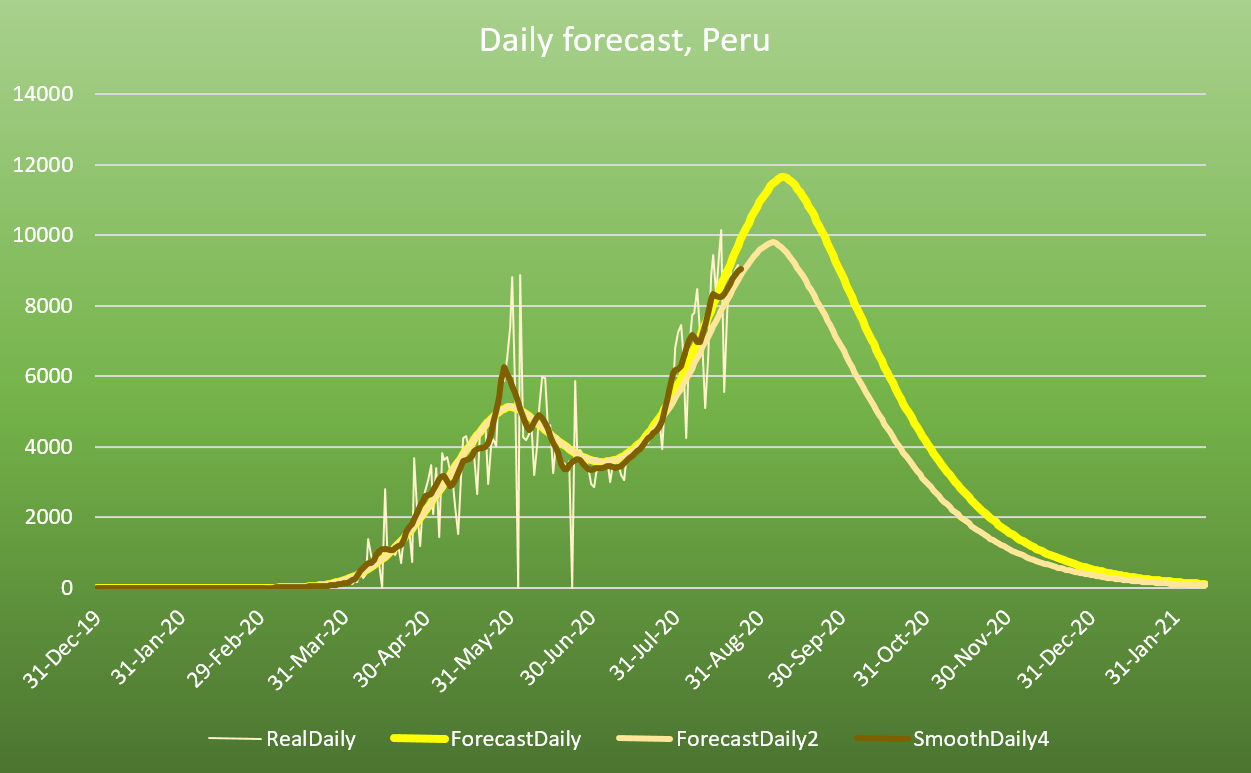 Daily forecast, Peru
14000
12000
10000
8000
6000
4000
2000
0
31-Dec-19
31-Jan-20
29-Feb-20
31-Mar-20
30-Apr-20
31-May-20
30-Jun-20
31-Jul-20
31-Aug-20
30-Sep-20
31-Oct-20
30-Nov-20
31-Dec-20
31-Jan-21
RealDaily ForecastDaily ForecastDaily2 SmoothDaily4